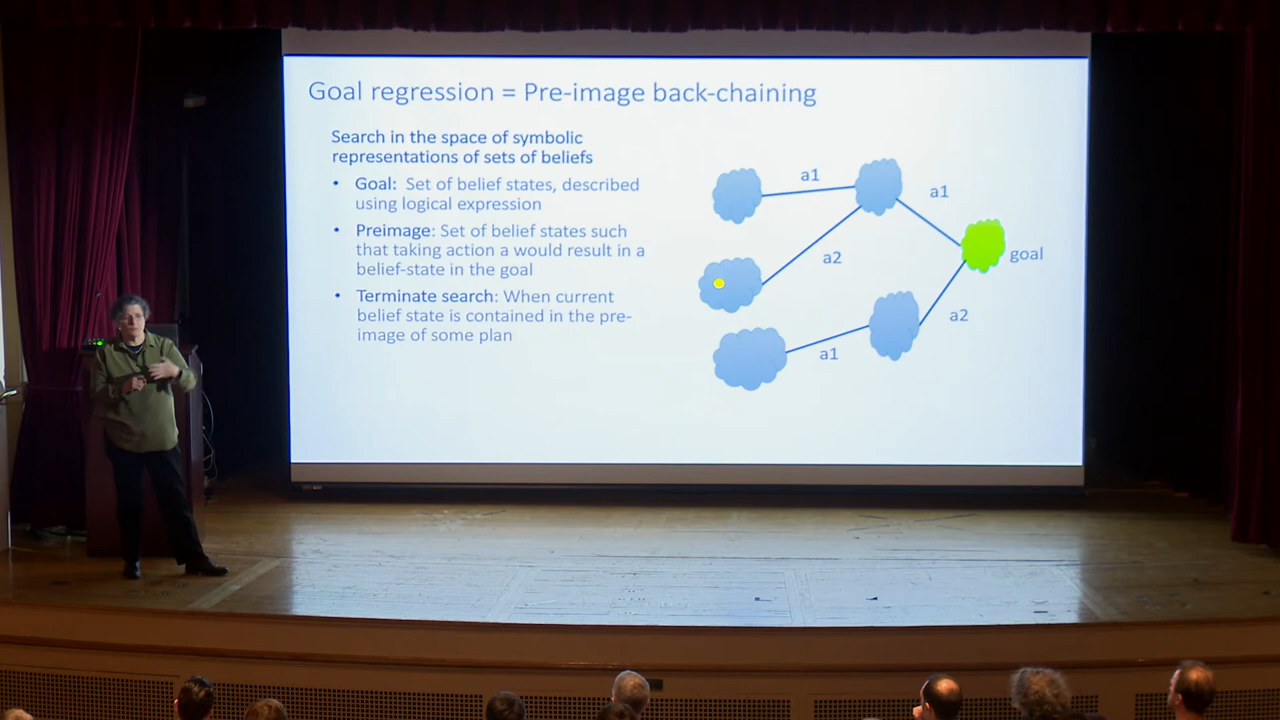 Goal regression = Pre-image back-chaining
Search in the space of symbolic
representations of sets of beliefs
• Goal: Set of belief states, described
using logical expression
• Preimage: Set of belief states such
that taking action a would result in a
belief-state in the goal
• Terminate search: When current
belief state is contained in the pre-
image of some plan
a1
a1
a2
goal
a2
a1